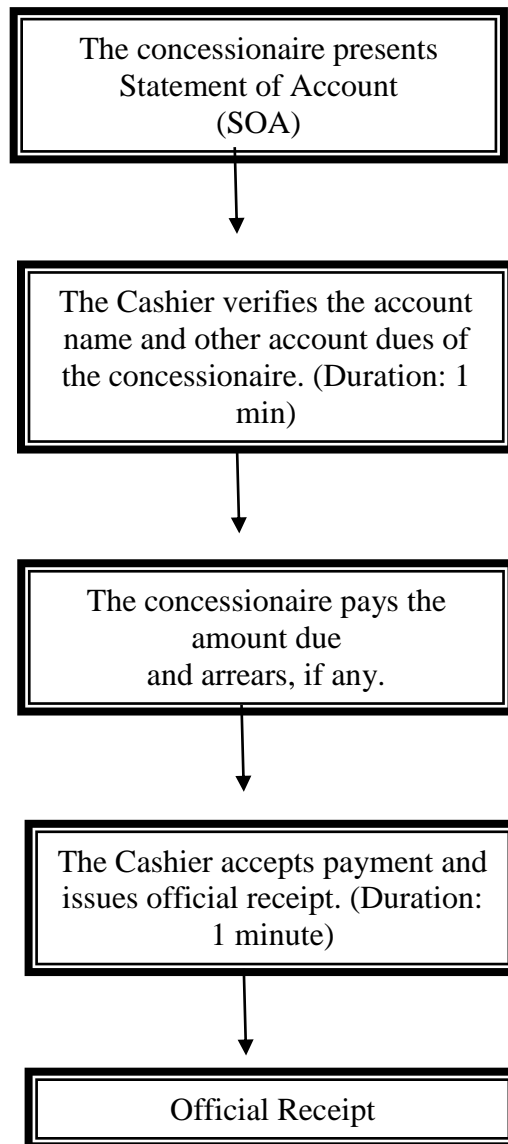 The concessionaire presents
Statement of Account
(SOA)
The Cashier verifies the account
name and other account dues of
the concessionaire. (Duration: 1
min)
The concessionaire pays the
amount due
and arrears, if any.
The Cashier accepts payment and
issues official receipt. (Duration:
1 minute)
Official Receipt